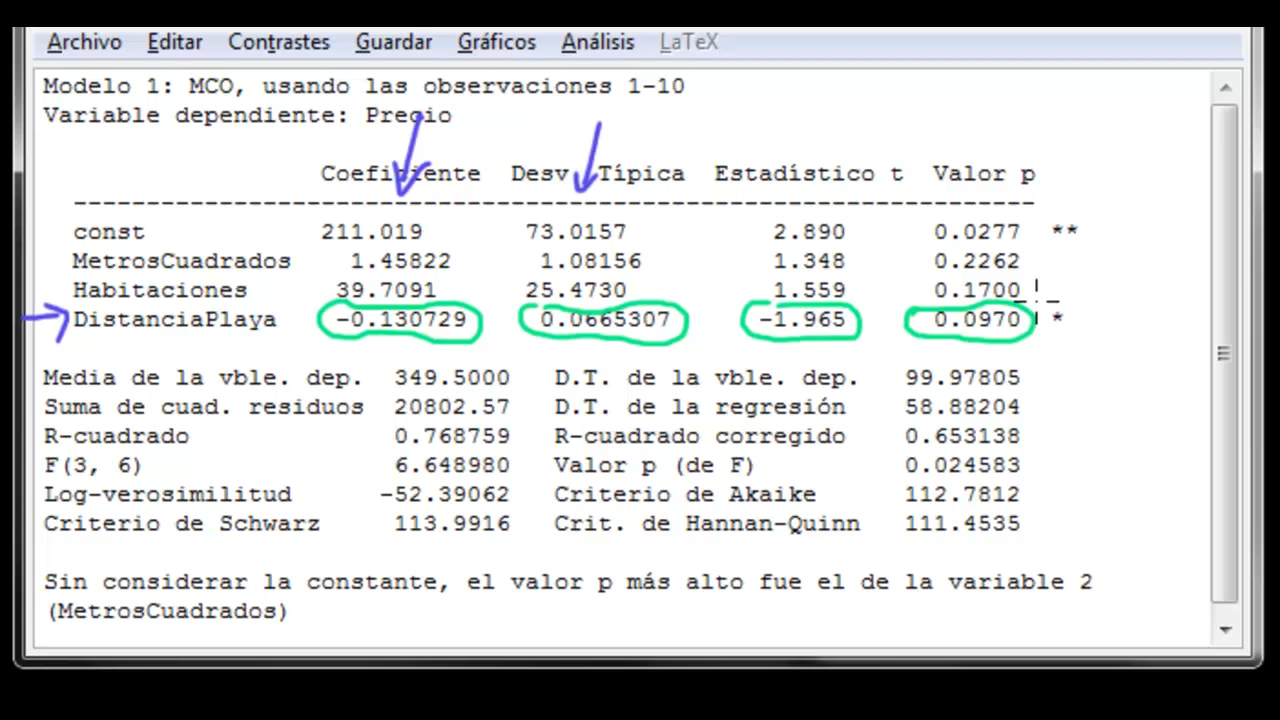 Archivo Editar Contrastes Guardar Gráficos Análisis LaTeX
Modelo 1: MCO, usando las observaciones 1-10
Variable dependiente: Precio
Coeficiente Desv. Típica Estadístico t Valor p
const 211.019 73.0157 2.890 0.0277 **
MetrosCuadrados 1.45822 1.08156 1.348 0.2262
Habitaciones 39.7091 25.4730 1.559 0.1700
DistanciaPlaya -0.130729 0.0665307 -1.965 0.0970 *
Media de la vble. dep. 349.5000 D.T. de la vble. dep. 99.97805
Suma de cuad. residuos 20802.57 D.T. de la regresión 58.88204
R-cuadrado 0.768759 R-cuadrado corregido 0.653138
F(3, 6) 6.648980 Valor p (de F) 0.024583
Log-verosimilitud -52.39062 Criterio de Akaike 112.7812
Criterio de Schwarz 113.9916 Crit. de Hannan-Quinn 111.4535
Sin considerar la constante, el valor p más alto fue el de la variable 2
(MetrosCuadrados)